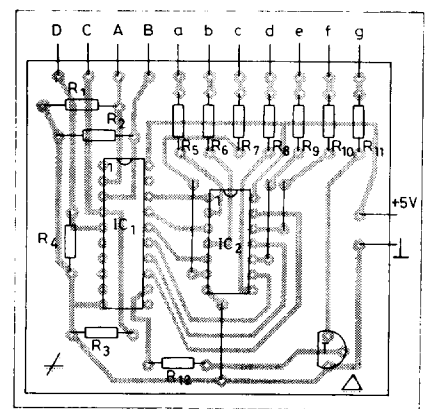 D C A B a b c d e f g
R1
R2
R5 R6 R7 R8 R9 R10 R11
1
IC1
1
IC2
+5V
R4
⊥
R3
R12
T